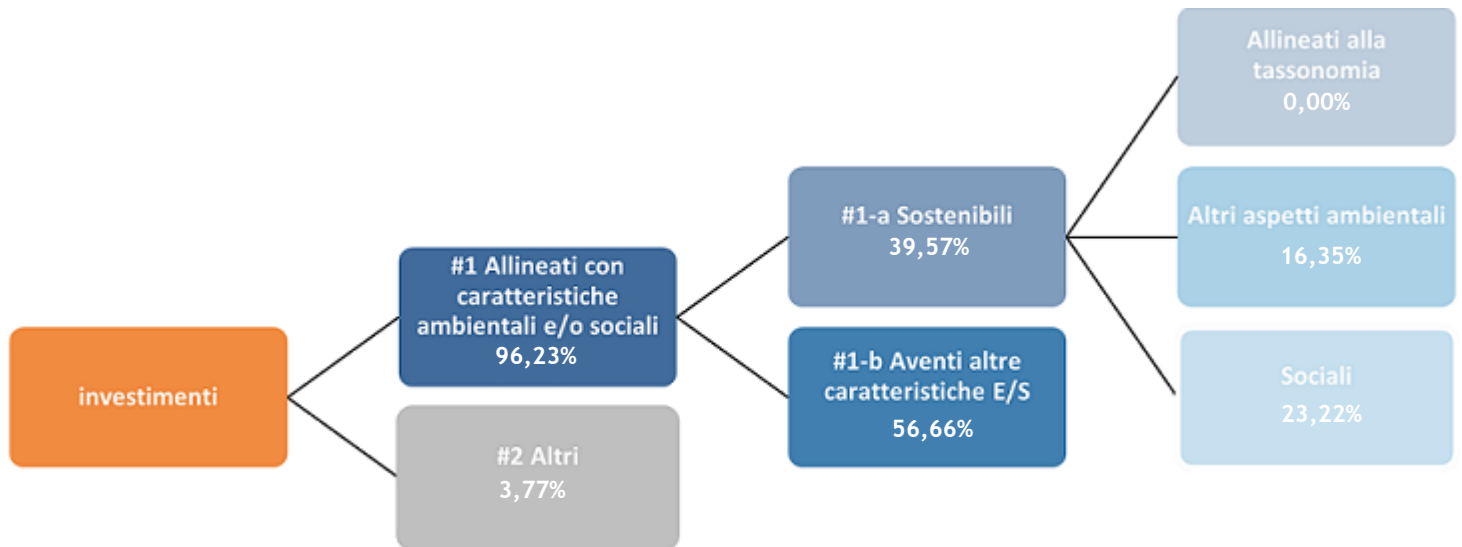 investimenti
#1 Allineati con
caratteristiche
ambientali e/o sociali
96,23%
#2 Altri
3,77%
#1-a Sostenibili
39,57%
#1-b Aventi altre
caratteristiche E/S
56,66%
Allineati alla
tassonomia
0,00%
Altri aspetti ambientali
16,35%
Sociali
23,22%